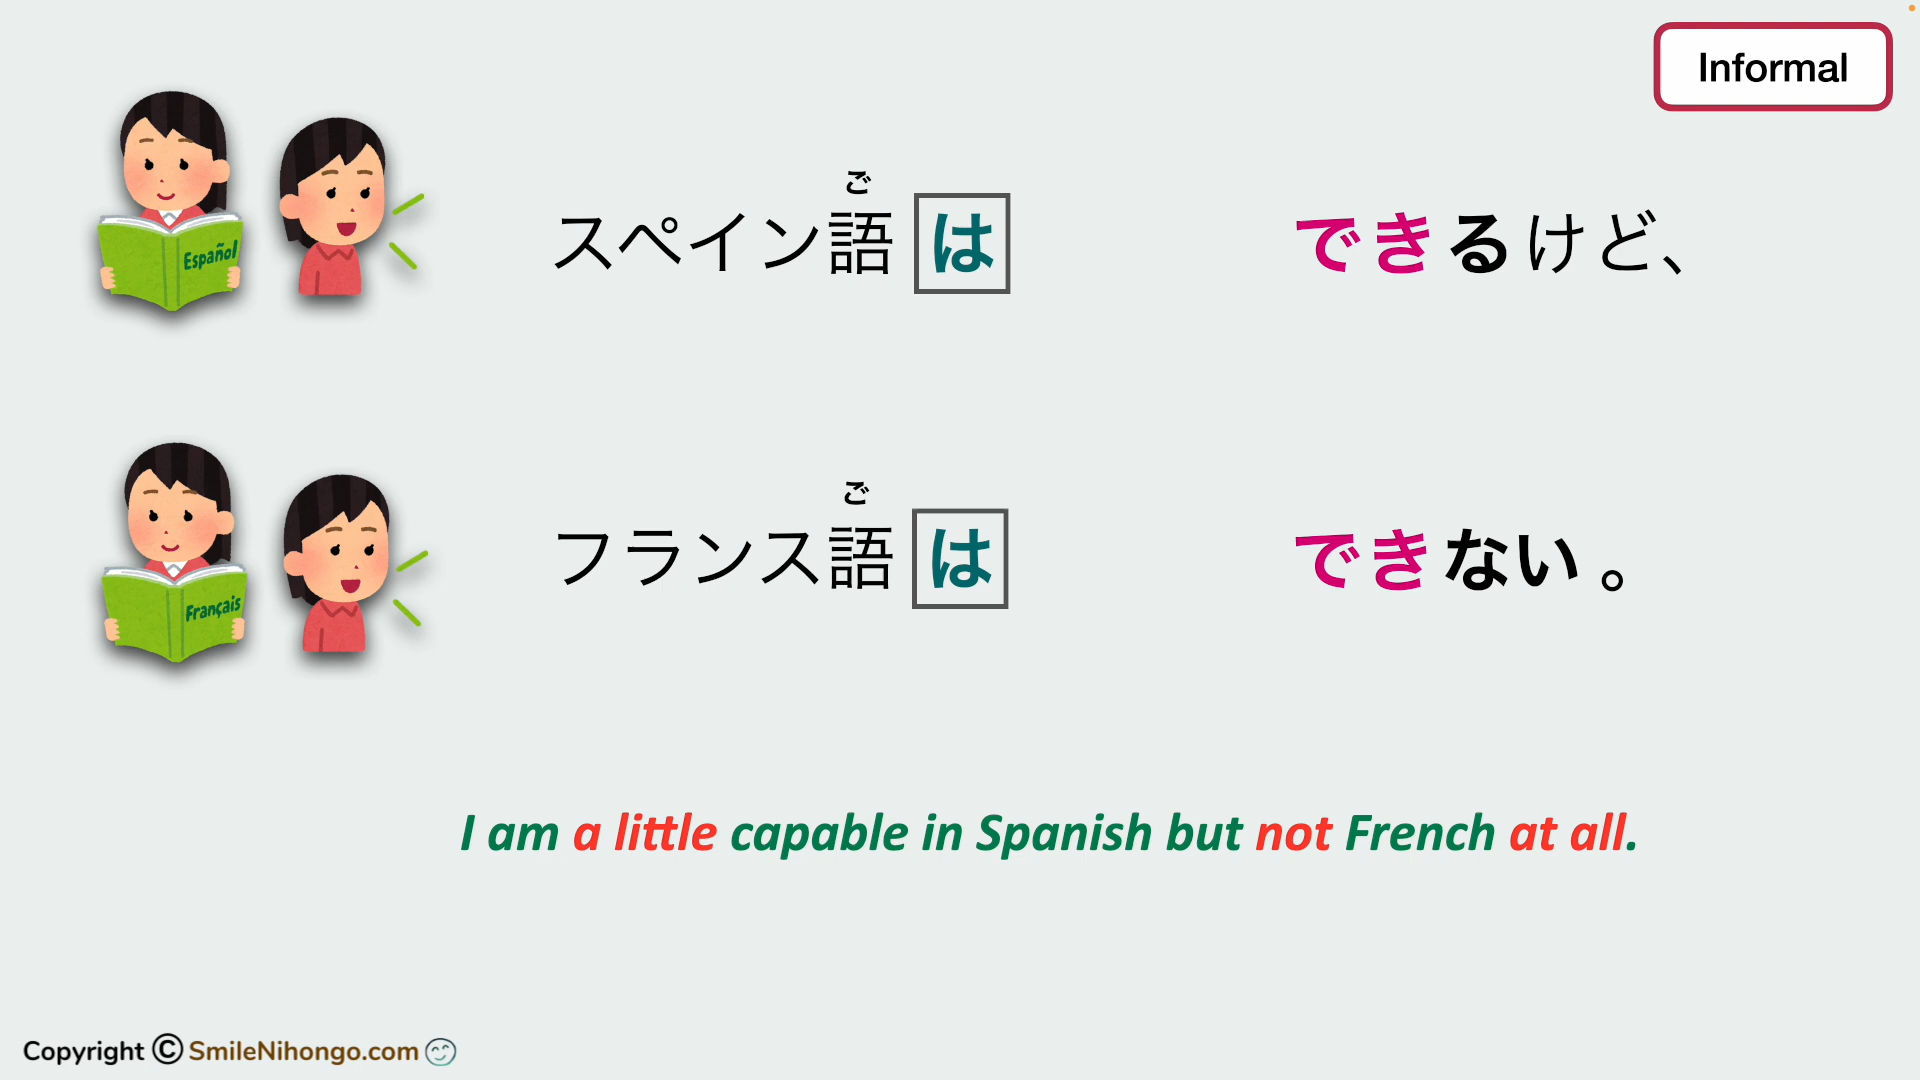 Informal
Español
ご
スペイン語 は できるけど、
Français
ご
フランス語 は できない。
I am a little capable in Spanish but not French at all.
Copyright © SmileNihongo.com